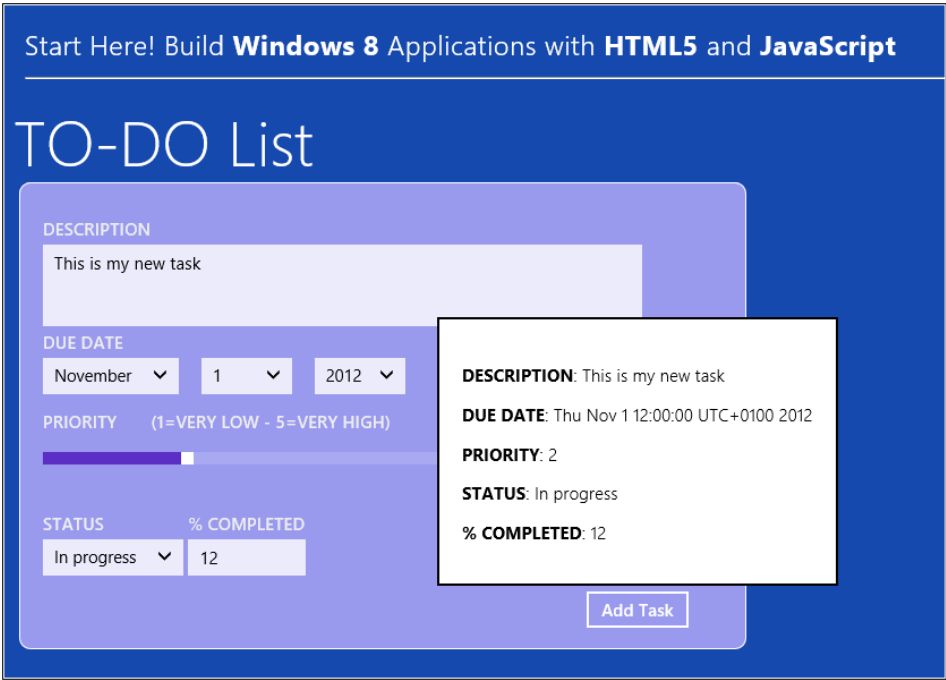 Start Here! Build Windows 8 Applications with HTML5 and JavaScript
TO-DO List
DESCRIPTION
This is my new task
DUE DATE
November 1 2012
PRIORITY (1=VERY LOW - 5=VERY HIGH)
STATUS % COMPLETED
In progress 12
DESCRIPTION: This is my new task
DUE DATE: Thu Nov 1 12:00:00 UTC+0100 2012
PRIORITY: 2
STATUS: In progress
% COMPLETED: 12
Add Task